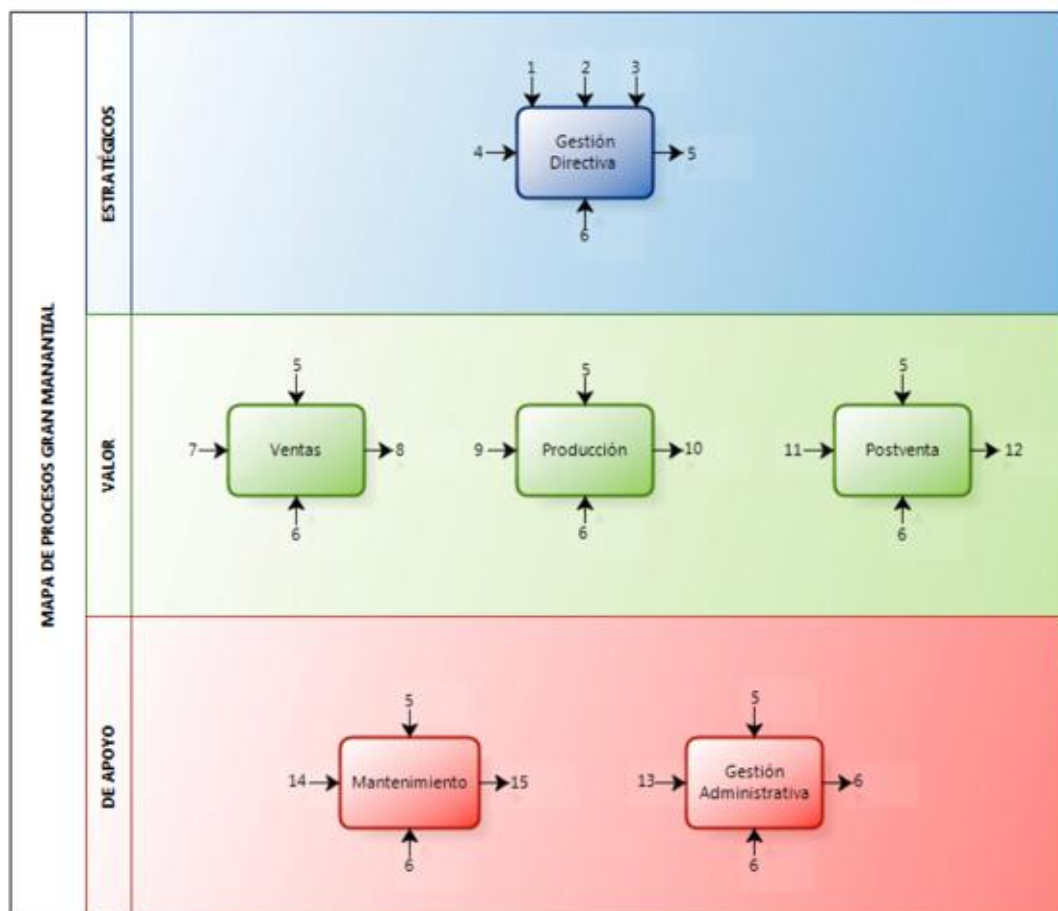 MAPA DE PROCESOS GRAN MANANTIAL
ESTRATÉGICOS
1 2 3
4 Gestión 5
Directiva
6
VALOR
5 5 5
7 Ventas 8 9 Producción 10 11 Postventa 12
6 6 6
DE APOYO
5 5
14 Mantenimiento 15 13 Gestión 6
Administrativa
6 6